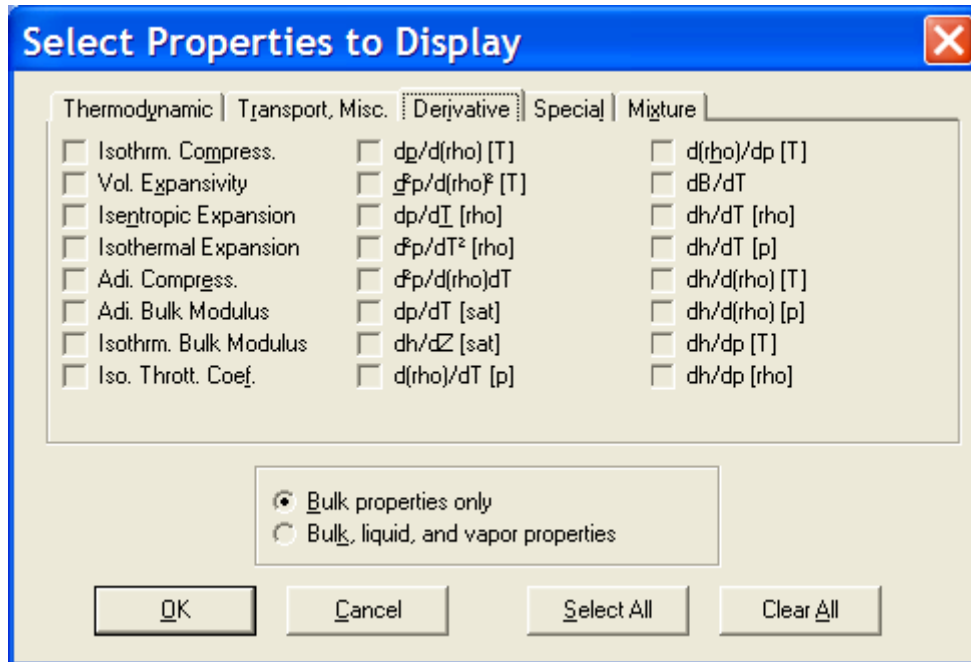 Select Properties to Display
Thermodynamic Transport, Misc. Derivative Special Mixture
Isothrm. Compress. dp/d(rho) [T] d(rho)/dp [T]
Vol. Expansivity d²p/d(rho)² [T] dB/dT
Isentropic Expansion dp/dT [rho] dh/dT [rho]
Isothermal Expansion d²p/dT² [rho] dh/dT [p]
Adi. Compress. d²p/d(rho)dT dh/d(rho) [T]
Adi. Bulk Modulus dp/dT [sat] dh/d(rho) [p]
Isothrm. Bulk Modulus dh/dZ [sat] dh/dp [T]
Iso. Thrott. Coef. d(rho)/dT [p] dh/dp [rho]
Bulk properties only
Bulk, liquid, and vapor properties
OK Cancel Select All Clear All